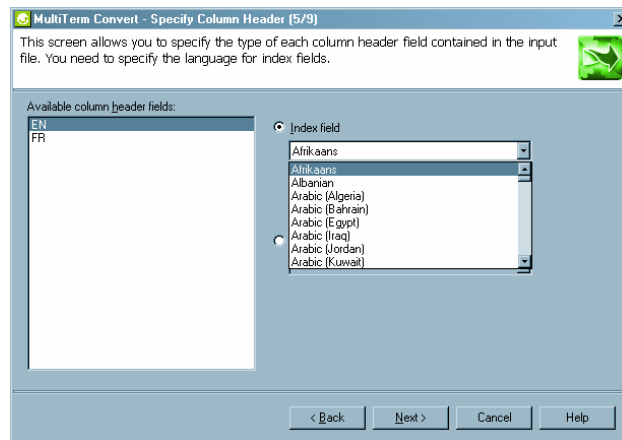 MultiTerm Convert - Specify Column Header (5/9)
This screen allows you to specify the type of each column header field contained in the input
file. You need to specify the language for index fields.
Available column header fields:
EN
FR
Index field
Afrikaans
Afrikaans
Albanian
Arabic (Algeria)
Arabic (Bahrain)
Arabic (Egypt)
Arabic (Iraq)
Arabic (Jordan)
Arabic (Kuwait)
< Back
Next >
Cancel
Help